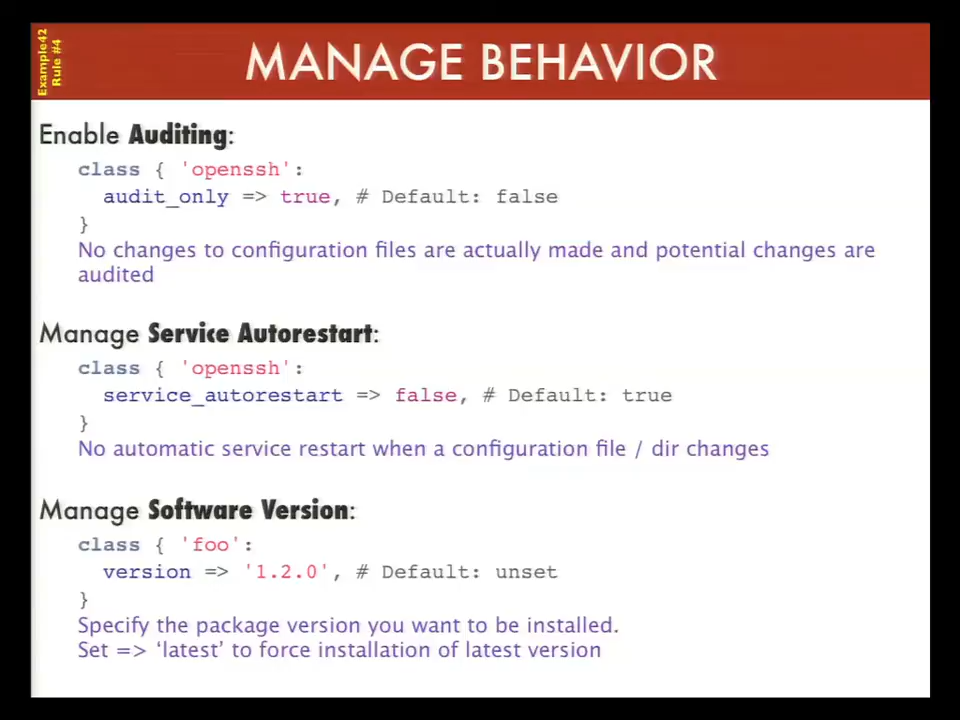 Example42
Rule #4
MANAGE BEHAVIOR
Enable Auditing:
class { 'openssh':
audit_only => true, # Default: false
}
No changes to configuration files are actually made and potential changes are
audited
Manage Service Autorestart:
class { 'openssh':
service_autorestart => false, # Default: true
}
No automatic service restart when a configuration file / dir changes
Manage Software Version:
class { 'foo':
version => '1.2.0', # Default: unset
}
Specify the package version you want to be installed.
Set => ‘latest’ to force installation of latest version